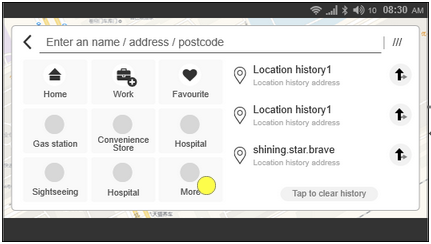 10 08:30 AM
Enter an name / address / postcode
///
Home
Work
Favourite
Gas station
Convenience
Store
Hospital
Sightseeing
Hospital
More
Location history1
Location history address
Location history1
Location history address
shining.star.brave
Location history address
Tap to clear history